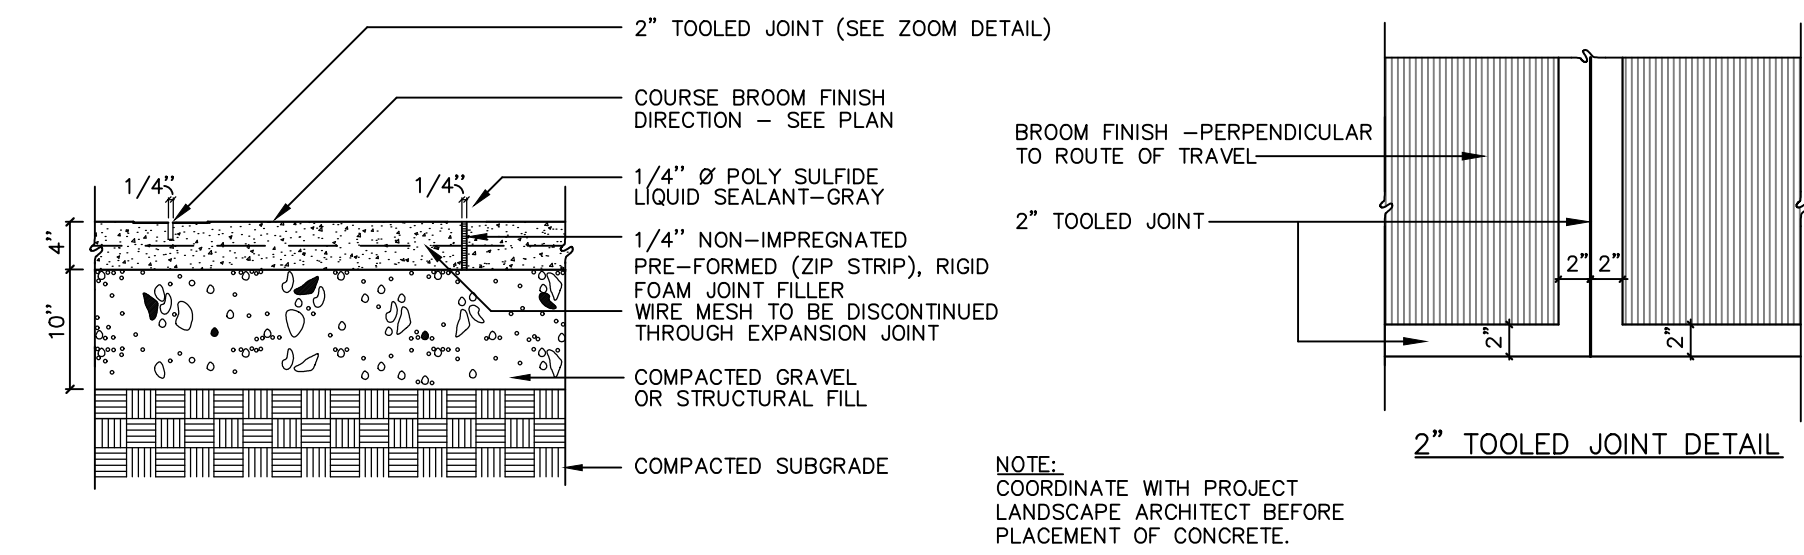 2” TOOLED JOINT (SEE ZOOM DETAIL)
COURSE BROOM FINISH
DIRECTION – SEE PLAN
1/4”
1/4”
1/4” Ø POLY SULFIDE
LIQUID SEALANT–GRAY
4”
1/4” NON–IMPREGNATED
PRE–FORMED (ZIP STRIP), RIGID
FOAM JOINT FILLER
WIRE MESH TO BE DISCONTINUED
THROUGH EXPANSION JOINT
10”
COMPACTED GRAVEL
OR STRUCTURAL FILL
COMPACTED SUBGRADE
BROOM FINISH –PERPENDICULAR
TO ROUTE OF TRAVEL
2” TOOLED JOINT
2” 2”
2”
2”
2” TOOLED JOINT DETAIL
NOTE:
COORDINATE WITH PROJECT
LANDSCAPE ARCHITECT BEFORE
PLACEMENT OF CONCRETE.